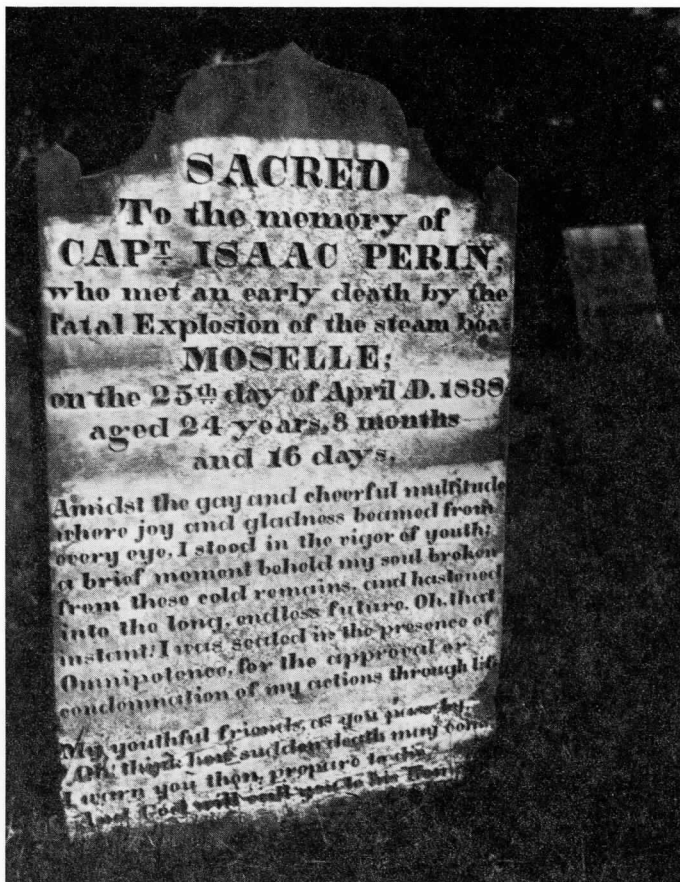 SACRED
To the memory of
CAPT. ISAAC PERIN,
who met an early death by the
fatal Explosion of the steam boat
MOSELLE;
on the 25th day of April AD. 1838
aged 24 years, 8 months
and 16 days.
Amidst the gay and cheerful multitude
where joy and gladness beamed from
every eye, I stood in the vigor of youth;
a brief moment beheld my soul broken
from these cold remains, and hastened
into the long, endless future. Oh, that
instant! I was seated in the presence of
Omnipotence, for the approval or
condemnation of my actions through life
My youthful friends, as you pass by,
Oh! think how sudden death may come,
I warn you then, prepare to die
And God will call you to his